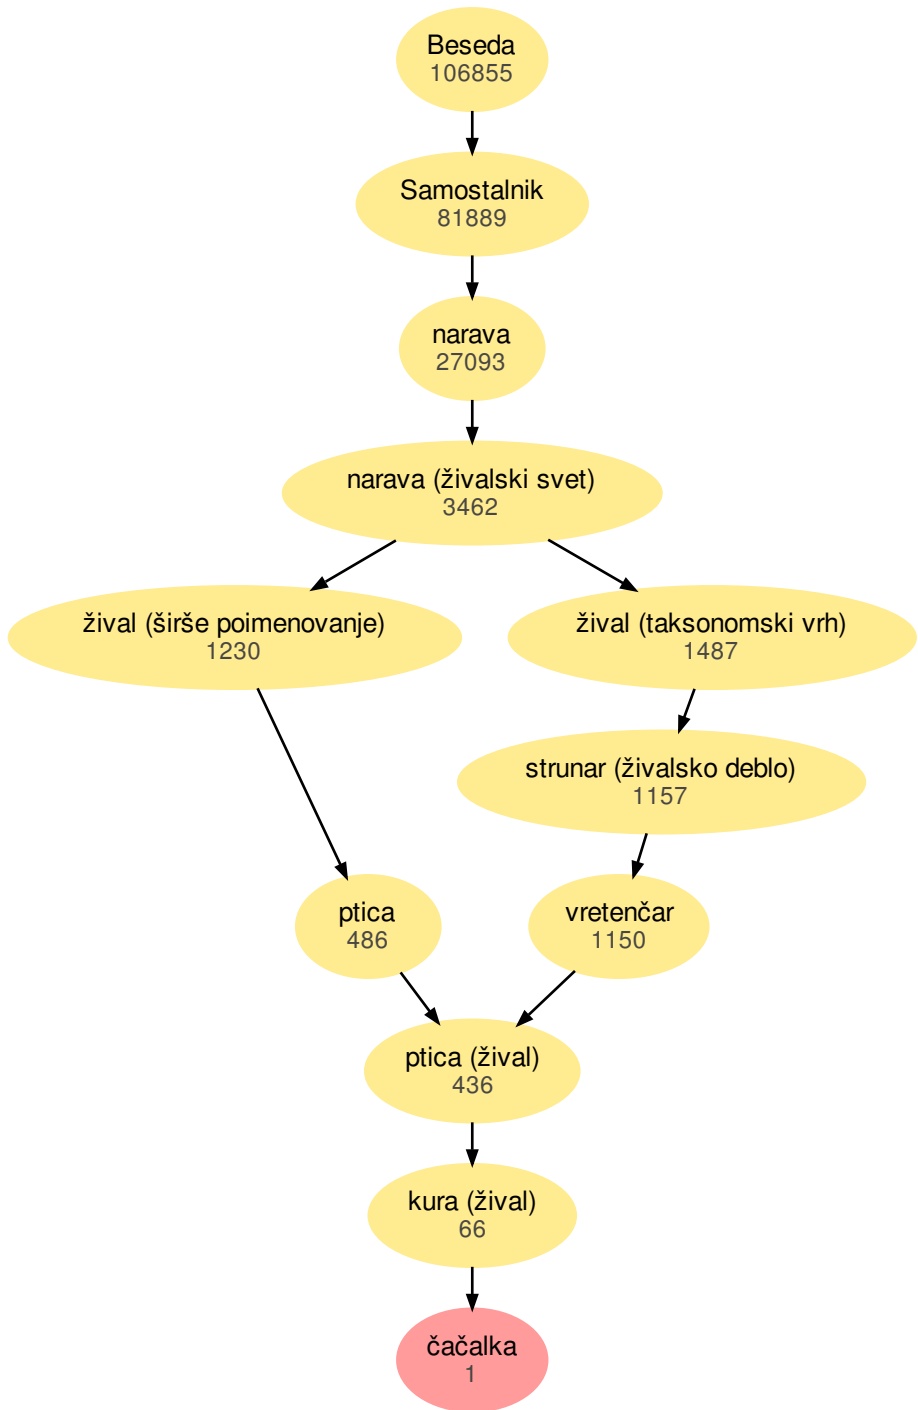 Beseda
106855
Samostalnik
81889
narava
27093
narava (živalski svet)
3462
žival (širše poimenovanje)
1230
žival (taksonomski vrh)
1487
strunar (živalsko deblo)
1157
ptica
486
vretenčar
1150
ptica (žival)
436
kura (žival)
66
čačalka
1